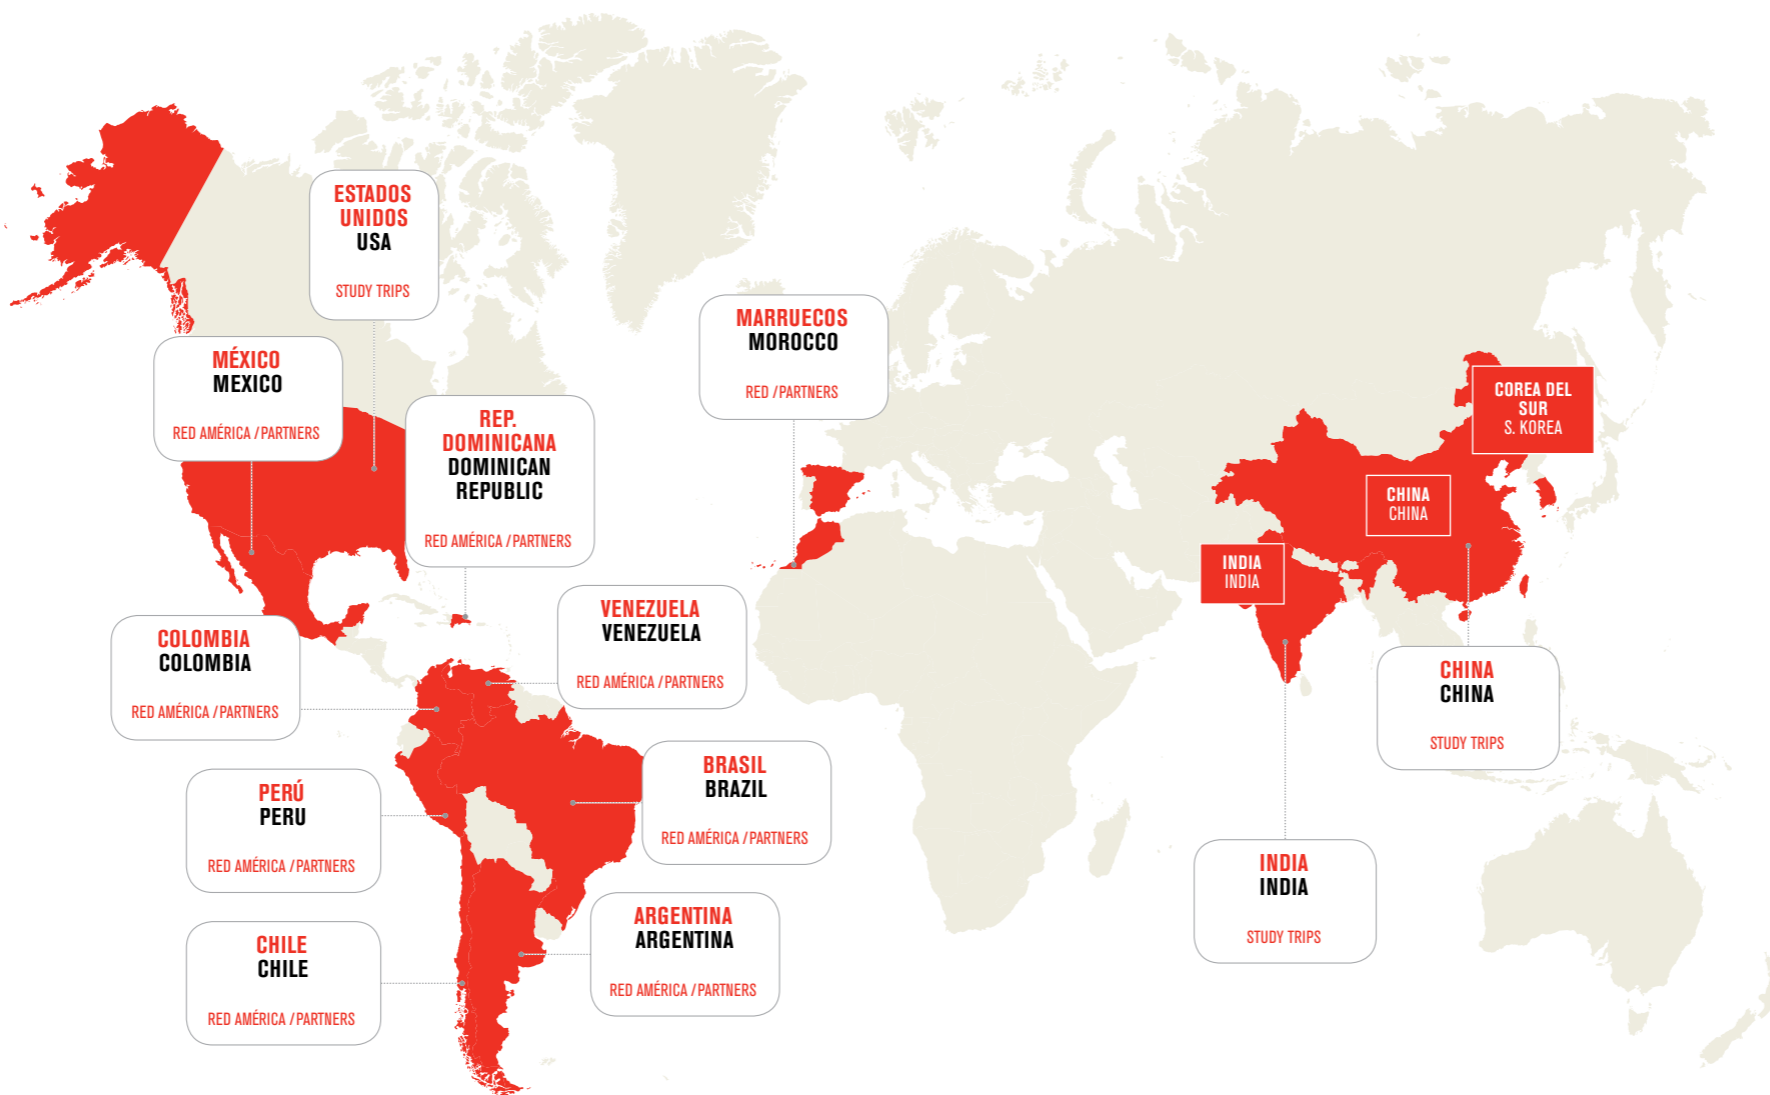 ESTADOS
UNIDOS
USA
STUDY TRIPS
MÉXICO
MEXICO
RED AMÉRICA /PARTNERS
REP.
DOMINICANA
DOMINICAN
REPUBLIC
RED AMÉRICA /PARTNERS
MARRUECOS
MOROCCO
RED /PARTNERS
COREA DEL
SUR
S. KOREA
CHINA
CHINA
INDIA
INDIA
VENEZUELA
VENEZUELA
RED AMÉRICA /PARTNERS
COLOMBIA
COLOMBIA
RED AMÉRICA /PARTNERS
CHINA
CHINA
STUDY TRIPS
BRASIL
BRAZIL
RED AMÉRICA /PARTNERS
PERÚ
PERU
RED AMÉRICA /PARTNERS
INDIA
INDIA
STUDY TRIPS
ARGENTINA
ARGENTINA
RED AMÉRICA /PARTNERS
CHILE
CHILE
RED AMÉRICA /PARTNERS